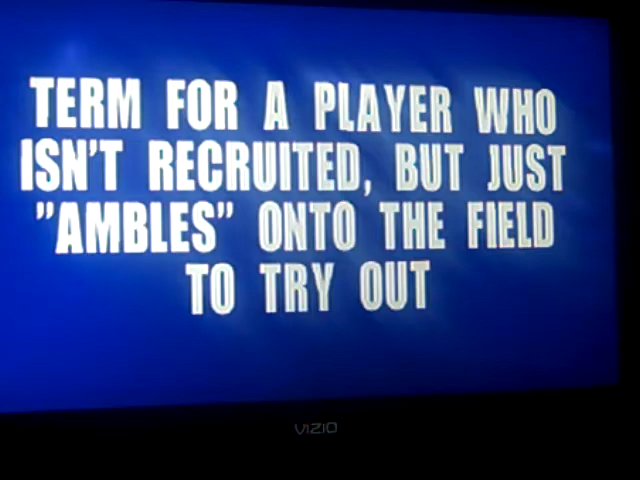 TERM FOR A PLAYER WHO
ISN'T RECRUITED, BUT JUST
"AMBLES" ONTO THE FIELD
TO TRY OUT
VIZIO